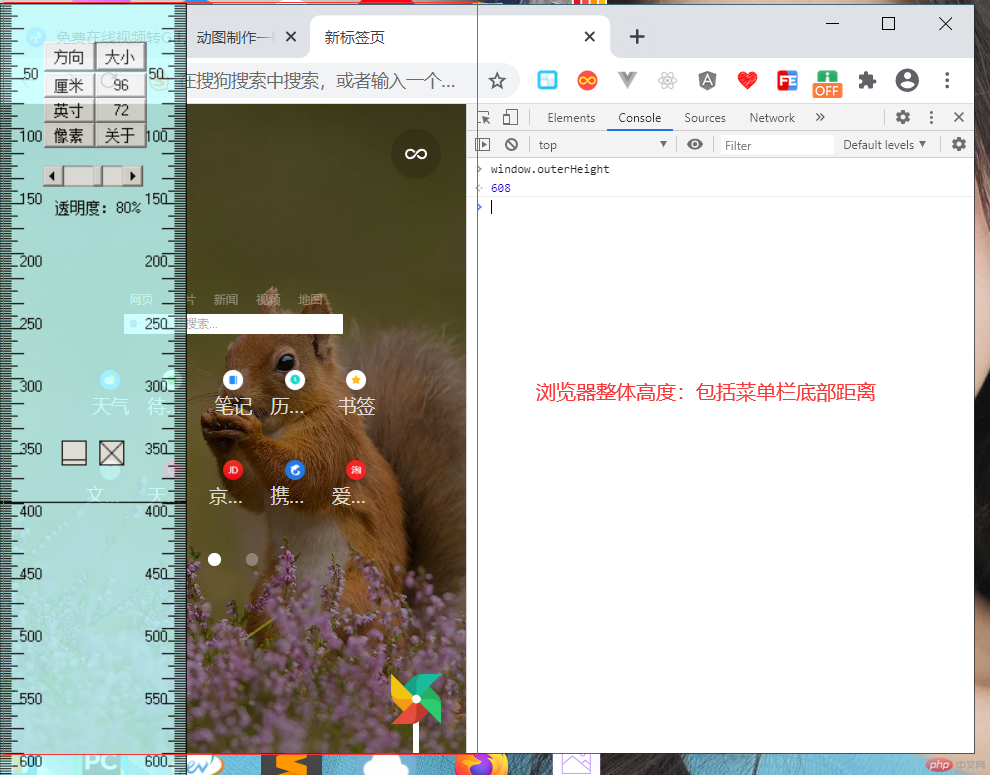 免费在线视频转G
动图制作一
新标签页
在搜狗搜索中搜索，或者输入一个...
OFF
方向 大小
厘米 96
英寸 72
像素 关于
透明度：80%
50 50
100 100
150 150
200 200
250 250
300 300
350 350
400 400
450 450
500 500
550 550
600 600
网页 片 新闻 视频 地图
搜索...
天气 待... 笔记 历... 书签
JD 淘
文... 天 京... 携... 爱...
Elements Console Sources Network »
top Filter Default levels
window.outerHeight
608
浏览器整体高度：包括菜单栏底部距离
PC
php 中文网